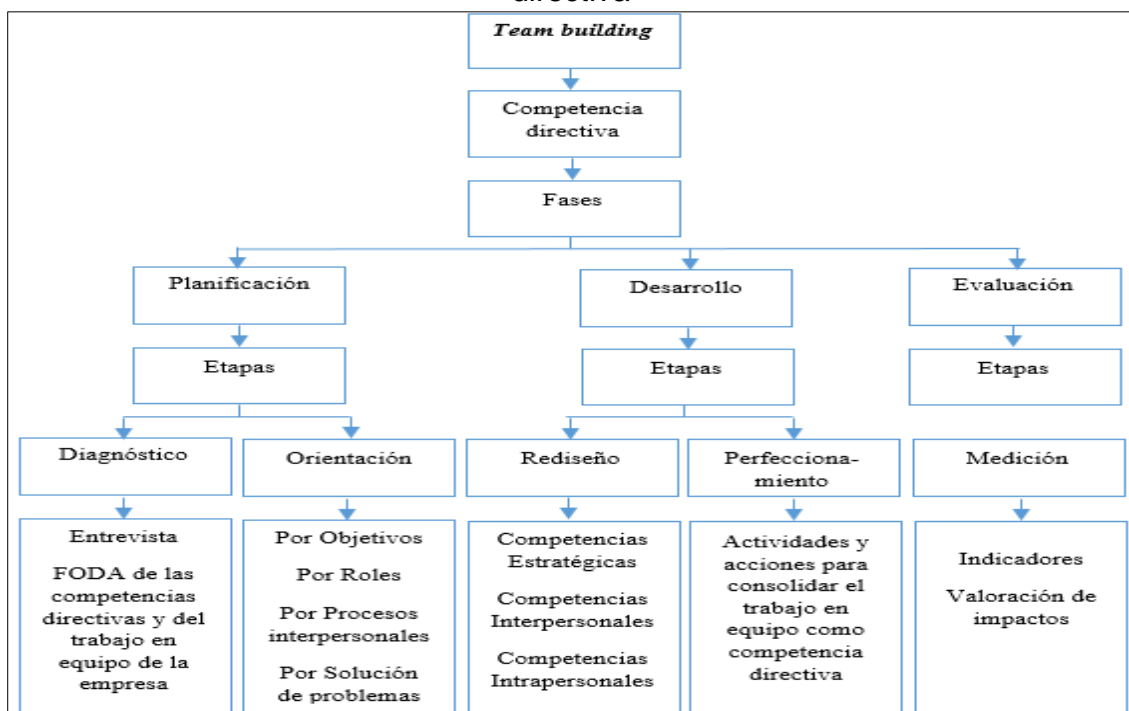 directiva
Team building
Competencia
directiva
Fases
Planificación
Desarrollo
Evaluación
Etapas
Etapas
Etapas
Diagnóstico
Orientación
Rediseño
Perfecciona-
miento
Medición
Entrevista
FODA de las
competencias
directivas y del
trabajo en
equipo de la
empresa
Por Objetivos
Por Roles
Por Procesos
interpersonales
Por Solución
de problemas
Competencias
Estratégicas
Competencias
Interpersonales
Competencias
Intrapersonales
Actividades y
acciones para
consolidar el
trabajo en
equipo como
competencia
directiva
Indicadores
Valoración de
impactos